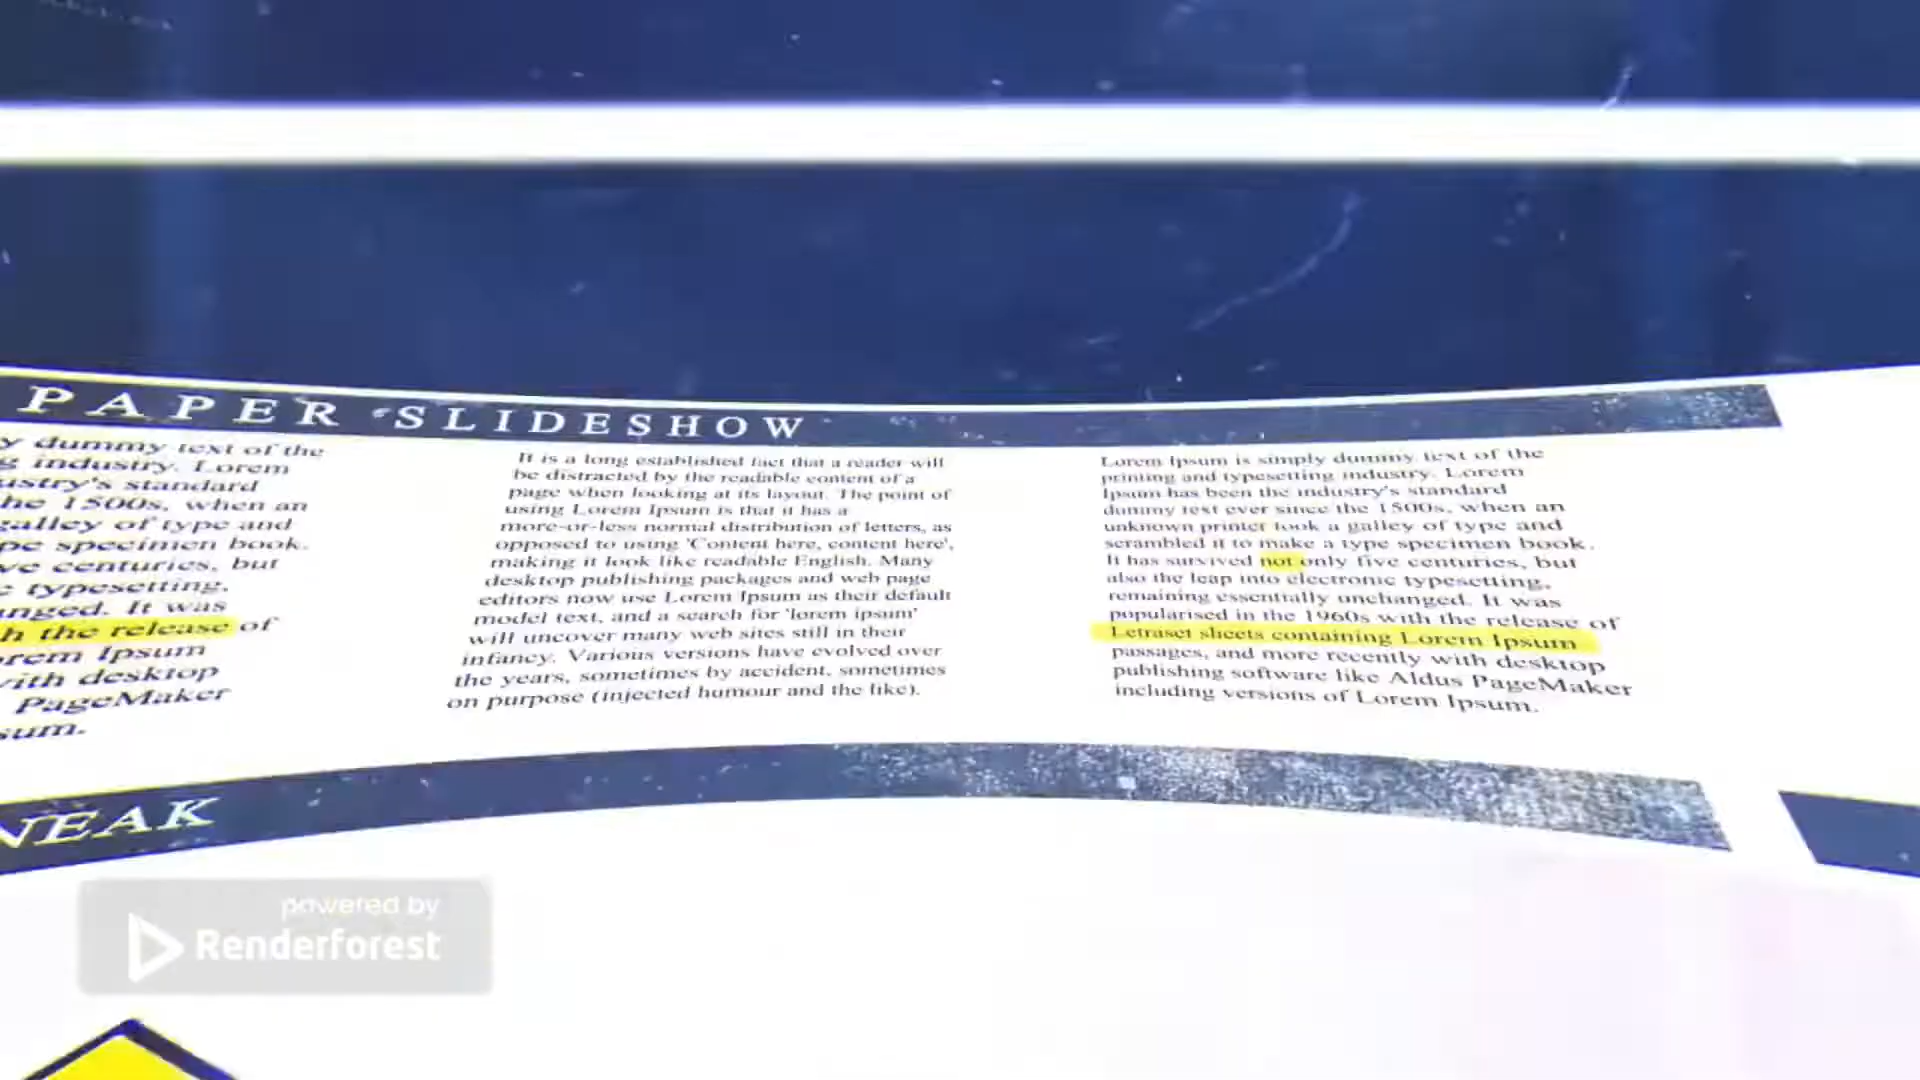 PAPER SLIDESHOW
y dummy text of the
g industry. Lorem
ustry's standard
he 1500s, when an
galley of type and
pe specimen book.
ve centuries, but
c typesetting,
anged. It was
h the release of
orem Ipsum
with desktop
PageMaker
sum.
It is a long established fact that a reader will
be distracted by the readable content of a
page when looking at its layout. The point of
using Lorem Ipsum is that it has a
more-or-less normal distribution of letters, as
opposed to using 'Content here, content here',
making it look like readable English. Many
desktop publishing packages and web page
editors now use Lorem Ipsum as their default
model text, and a search for 'lorem ipsum'
will uncover many web sites still in their
infancy. Various versions have evolved over
the years, sometimes by accident, sometimes
on purpose (injected humour and the like).
Lorem Ipsum is simply dummy text of the
printing and typesetting industry. Lorem
Ipsum has been the industry's standard
dummy text ever since the 1500s, when an
unknown printer took a galley of type and
scrambled it to make a type specimen book.
It has survived not only five centuries, but
also the leap into electronic typesetting,
remaining essentially unchanged. It was
popularised in the 1960s with the release of
Letraset sheets containing Lorem Ipsum
passages, and more recently with desktop
publishing software like Aldus PageMaker
including versions of Lorem Ipsum.
NEAK
powered by
Renderforest